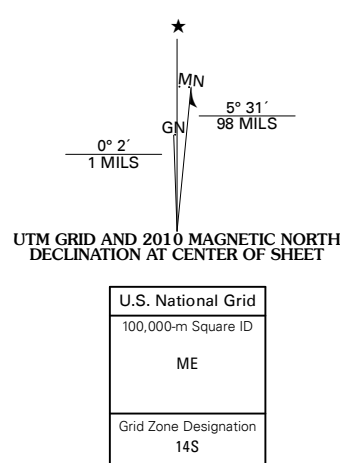 ★
MN
GN
5° 31´
98 MILS
0° 2´
1 MILS
UTM GRID AND 2010 MAGNETIC NORTH
DECLINATION AT CENTER OF SHEET
U.S. National Grid
100,000-m Square ID
ME
Grid Zone Designation
14S